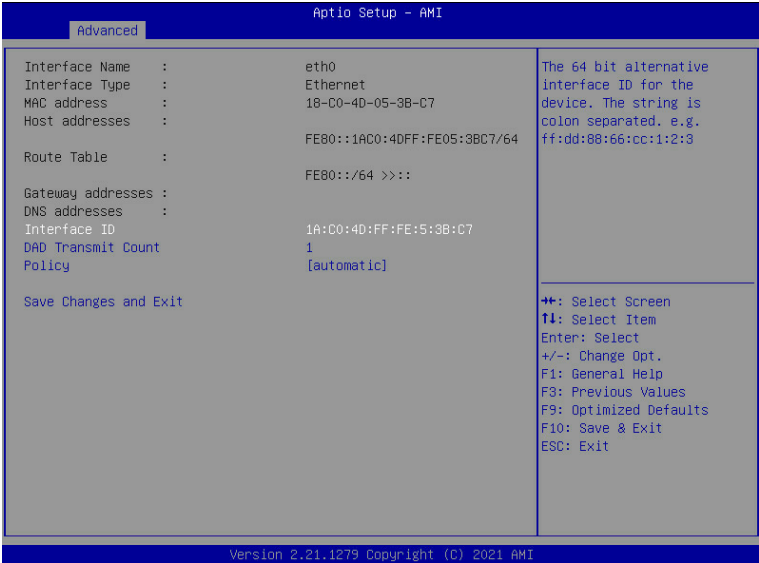 Aptio Setup – AMI
Advanced
Interface Name : eth0
Interface Type : Ethernet
MAC address : 18-C0-4D-05-3B-C7
Host addresses :
FE80::1AC0:4DFF:FE05:3BC7/64
Route Table :
FE80::/64 >>::
Gateway addresses :
DNS addresses :
Interface ID 1A:C0:4D:FF:FE:5:3B:C7
DAD Transmit Count 1
Policy [automatic]
Save Changes and Exit
The 64 bit alternative
interface ID for the
device. The string is
colon separated. e.g.
ff:dd:88:66:cc:1:2:3
→←: Select Screen
↑↓: Select Item
Enter: Select
+/-: Change Opt.
F1: General Help
F3: Previous Values
F9: Optimized Defaults
F10: Save & Exit
ESC: Exit
Version 2.21.1279 Copyright (C) 2021 AMI